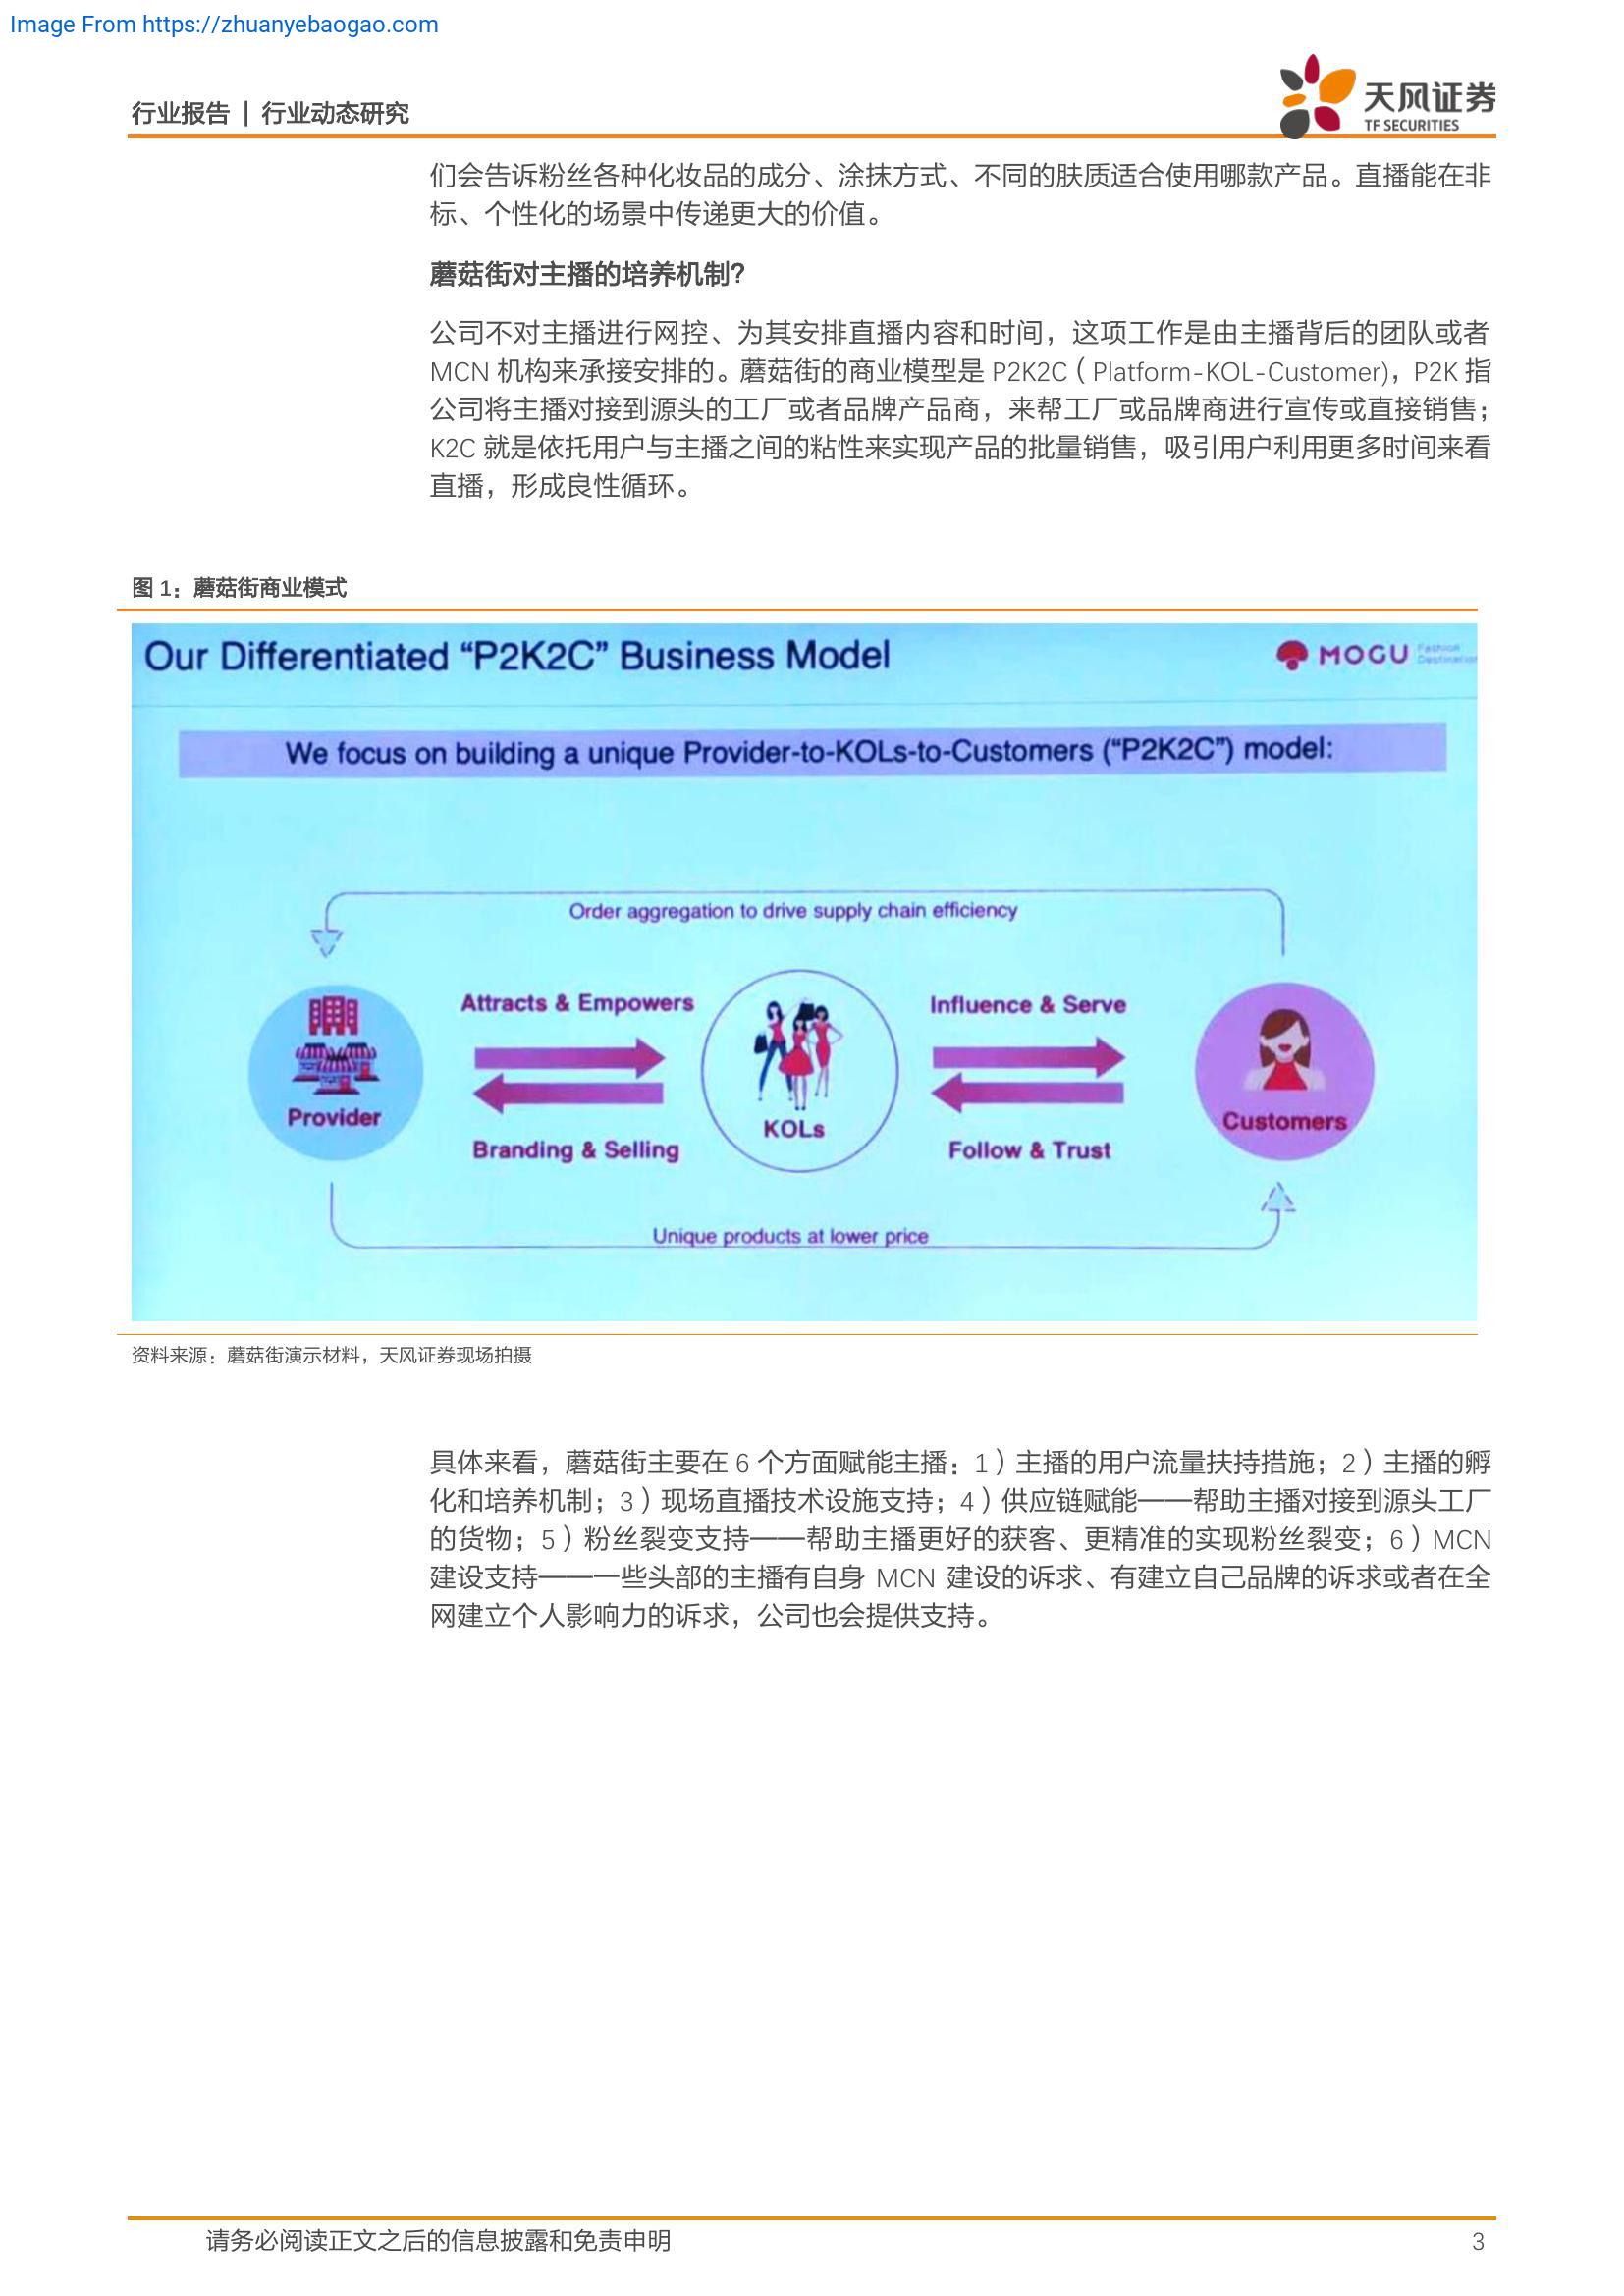 Image From https://zhuanyebaogao.com
行业报告 | 行业动态研究
天风证券
TF SECURITIES
们会告诉粉丝各种化妆品的成分、涂抹方式、不同的肤质适合使用哪款产品。直播能在非
标、个性化的场景中传递更大的价值。
蘑菇街对主播的培养机制？
公司不对主播进行网控、为其安排直播内容和时间，这项工作是由主播背后的团队或者
MCN 机构来承接安排的。蘑菇街的商业模型是 P2K2C（Platform-KOL-Customer)，P2K 指
公司将主播对接到源头的工厂或者品牌产品商，来帮工厂或品牌商进行宣传或直接销售；
K2C 就是依托用户与主播之间的粘性来实现产品的批量销售，吸引用户利用更多时间来看
直播，形成良性循环。
图 1：蘑菇街商业模式
Our Differentiated “P2K2C” Business Model
MOGU Fashion
Destination
We focus on building a unique Provider-to-KOLs-to-Customers (“P2K2C”) model:
Order aggregation to drive supply chain efficiency
Attracts & Empowers
Influence & Serve
Provider
KOLs
Customers
Branding & Selling
Follow & Trust
Unique products at lower price
资料来源：蘑菇街演示材料，天风证券现场拍摄
具体来看，蘑菇街主要在 6 个方面赋能主播：1）主播的用户流量扶持措施；2）主播的孵
化和培养机制；3）现场直播技术设施支持；4）供应链赋能——帮助主播对接到源头工厂
的货物；5）粉丝裂变支持——帮助主播更好的获客、更精准的实现粉丝裂变；6）MCN
建设支持——一些头部的主播有自身 MCN 建设的诉求、有建立自己品牌的诉求或者在全
网建立个人影响力的诉求，公司也会提供支持。
请务必阅读正文之后的信息披露和免责申明
3